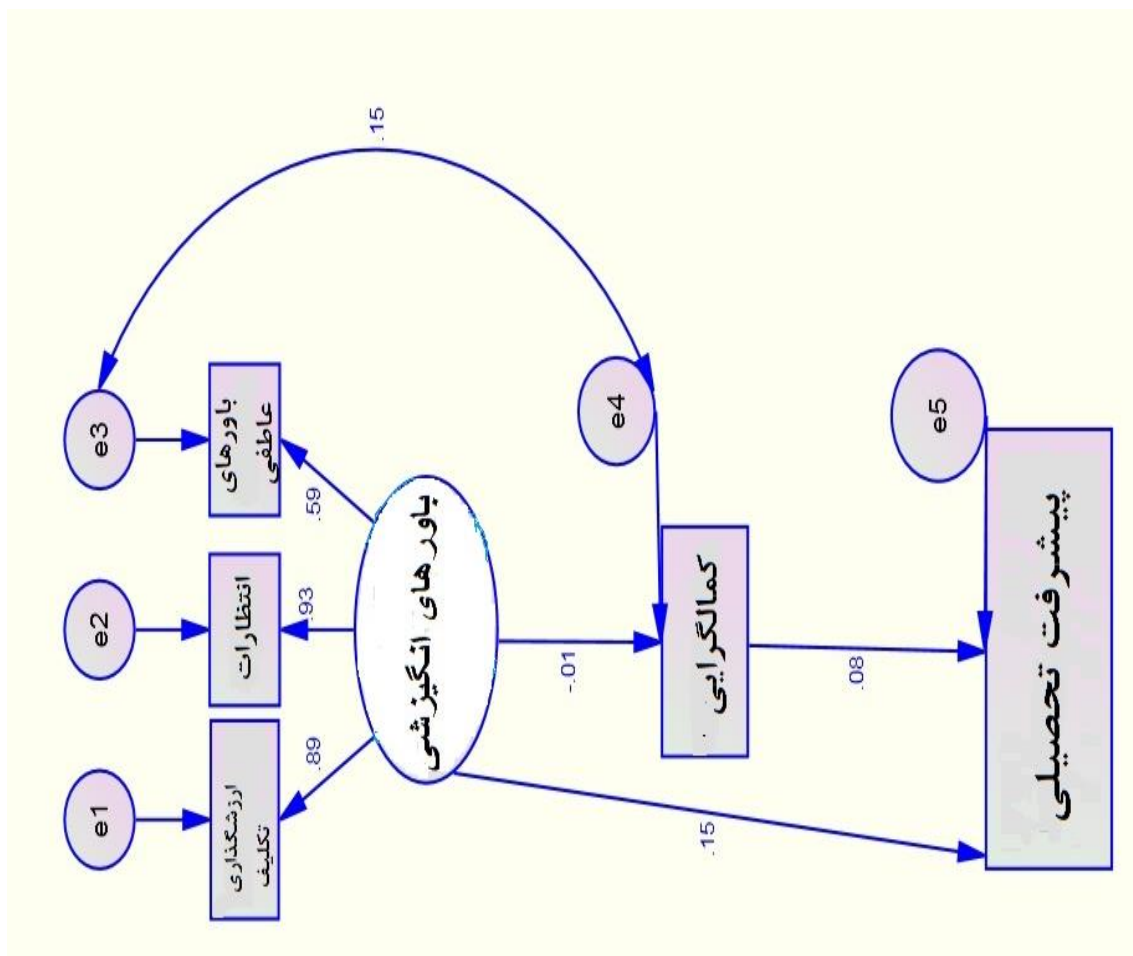 .15
e3
e2
e1
باورهای
عاطفی
انتظارات
ارزشگذاری
تکلیف
.59
.93
.89
باورهای انگیزشی
e4
-.01
کمالگرایی
.15
.08
e5
پیشرفت تحصیلی